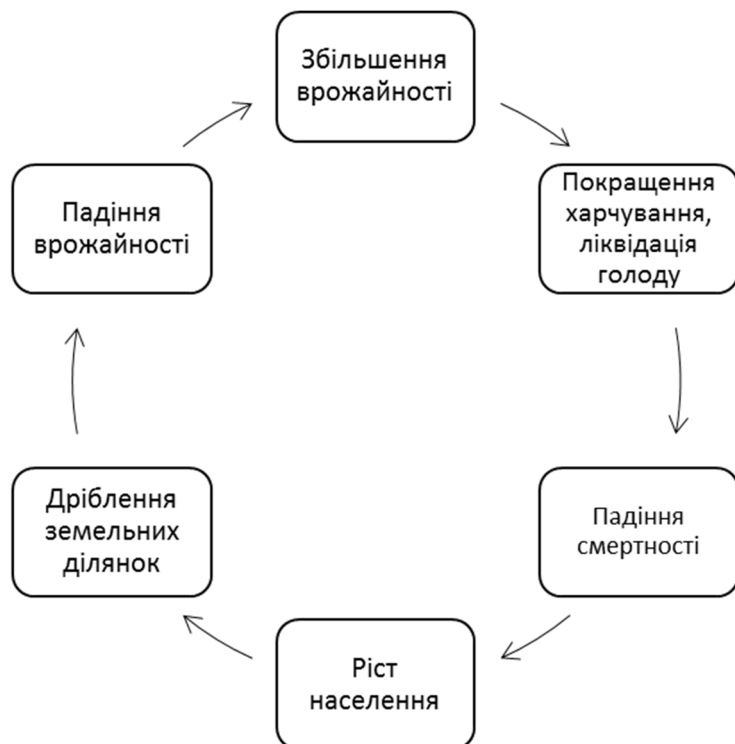 Збільшення
врожайності
Покращення
харчування,
ліквідація
голоду
Падіння
смертності
Ріст
населення
Дріблення
земельних
ділянок
Падіння
врожайності